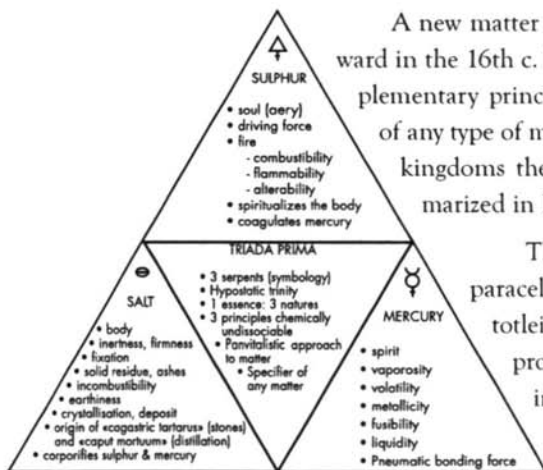 SULPHUR
• soul (aery)
• driving force
• fire
- combustibility
- flammability
- alterability
• spiritualizes the body
• coagulates mercury
TRIADA PRIMA
• 3 serpents (symbology)
• Hypostatic trinity
• 1 essence: 3 natures
• 3 principles chemically
undissociable
• Panvitalistic approach
to matter
• Specifier of
any matter
SALT
• body
• inertness, firmness
• fixation
• solid residue, ashes
• incombustibility
• earthiness
• crystallisation, deposit
• origin of «cagastric tartarus» (stones)
and «caput mortuum» (distillation)
• corporifies sulphur & mercury
MERCURY
• spirit
• vaporosity
• volatility
• metallicity
• fusibility
• liquidity
• Pneumatic bonding force
A new matter
ward in the 16th c.
plementary princ
of any type of m
kingdoms the
marized in
T
paracel
totlei
pro
in